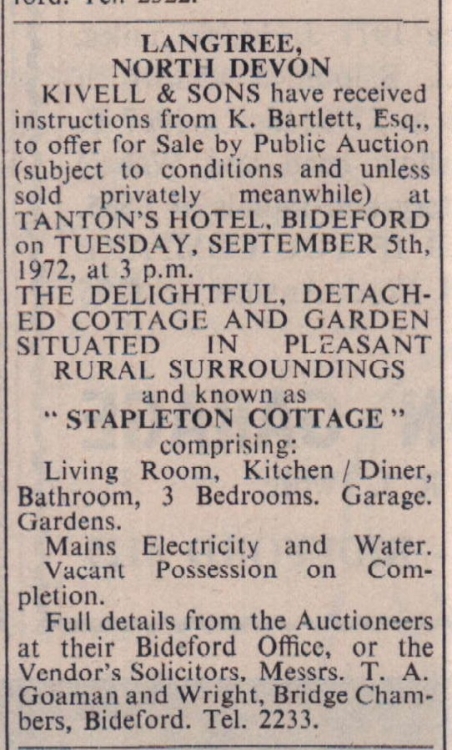 LANGTREE,
NORTH DEVON
KIVELL & SONS have received
instructions from K. Bartlett, Esq.,
to offer for Sale by Public Auction
(subject to conditions and unless
sold privately meanwhile) at
TANTON'S HOTEL, BIDEFORD
on TUESDAY, SEPTEMBER 5th,
1972, at 3 p.m.
THE DELIGHTFUL, DETACH-
ED COTTAGE AND GARDEN
SITUATED IN PLEASANT
RURAL SURROUNDINGS
and known as
" STAPLETON COTTAGE "
comprising:
Living Room, Kitchen / Diner,
Bathroom, 3 Bedrooms. Garage.
Gardens.
Mains Electricity and Water.
Vacant Possession on Com-
pletion.
Full details from the Auctioneers
at their Bideford Office, or the
Vendor's Solicitors, Messrs. T. A.
Goaman and Wright, Bridge Cham-
bers, Bideford. Tel. 2233.